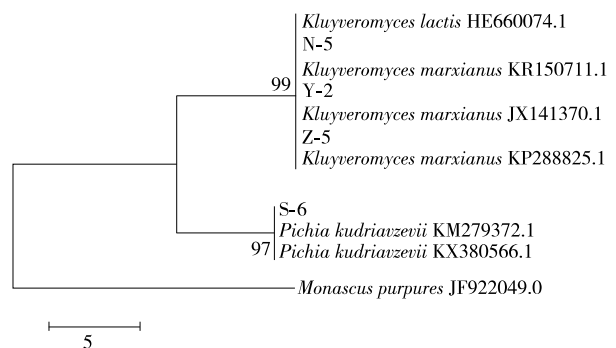 Kluyveromyces lactis HE660074.1
N-5
Kluyveromyces marxianus KR150711.1
99
Y-2
Kluyveromyces marxianus JX141370.1
Z-5
Kluyveromyces marxianus KP288825.1
S-6
Pichia kudriavzevii KM279372.1
97
Pichia kudriavzevii KX380566.1
Monascus purpures JF922049.0
5